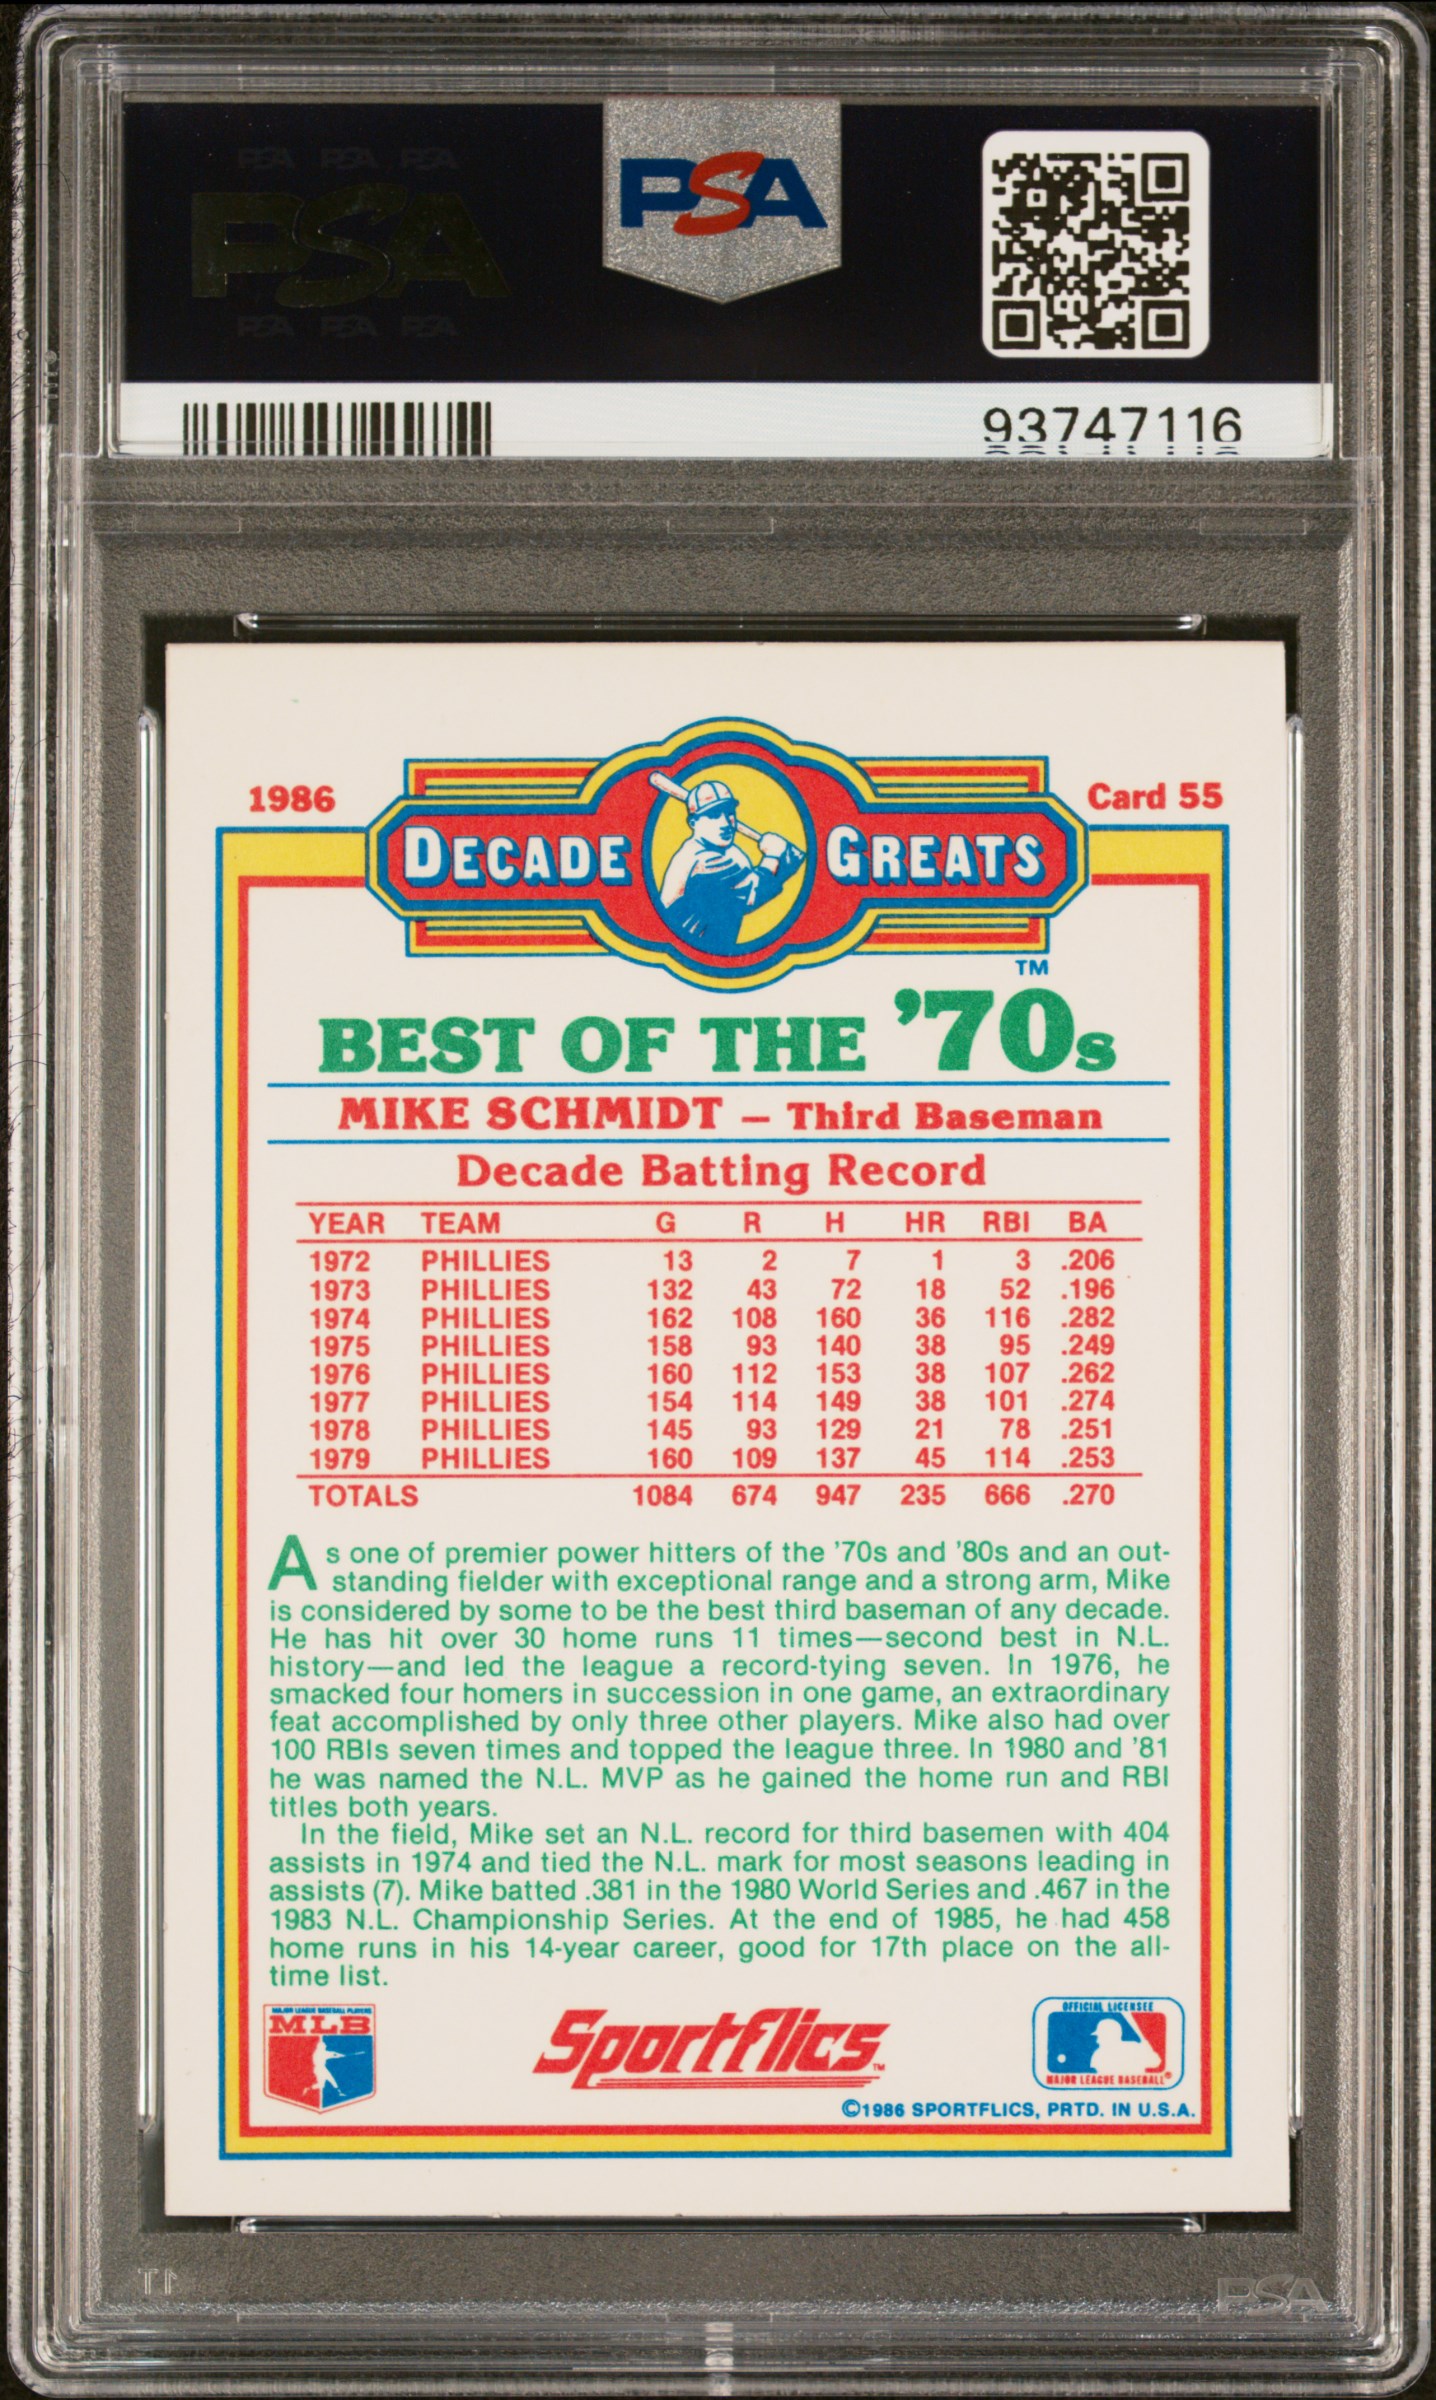 PSA PSA PSA
PSA
PSA PSA PSA
PSA
93747116
1986
Card 55
DECADE GREATS
TM
BEST OF THE '70s
MIKE SCHMIDT – Third Baseman
Decade Batting Record
YEAR TEAM G R H HR RBI BA
1972 PHILLIES 13 2 7 1 3 .206
1973 PHILLIES 132 43 72 18 52 .196
1974 PHILLIES 162 108 160 36 116 .282
1975 PHILLIES 158 93 140 38 95 .249
1976 PHILLIES 160 112 153 38 107 .262
1977 PHILLIES 154 114 149 38 101 .274
1978 PHILLIES 145 93 129 21 78 .251
1979 PHILLIES 160 109 137 45 114 .253
TOTALS 1084 674 947 235 666 .270
As one of premier power hitters of the '70s and '80s and an out-
standing fielder with exceptional range and a strong arm, Mike
is considered by some to be the best third baseman of any decade.
He has hit over 30 home runs 11 times—second best in N.L.
history—and led the league a record-tying seven. In 1976, he
smacked four homers in succession in one game, an extraordinary
feat accomplished by only three other players. Mike also had over
100 RBIs seven times and topped the league three. In 1980 and '81
he was named the N.L. MVP as he gained the home run and RBI
titles both years.
In the field, Mike set an N.L. record for third basemen with 404
assists in 1974 and tied the N.L. mark for most seasons leading in
assists (7). Mike batted .381 in the 1980 World Series and .467 in the
1983 N.L. Championship Series. At the end of 1985, he had 458
home runs in his 14-year career, good for 17th place on the all-
time list.
MAJOR LEAGUE BASEBALL PLAYERS
MLB
Sportflics™
OFFICIAL LICENSEE
MAJOR LEAGUE BASEBALL®
©1986 SPORTFLICS, PRTD. IN U.S.A.
PSA